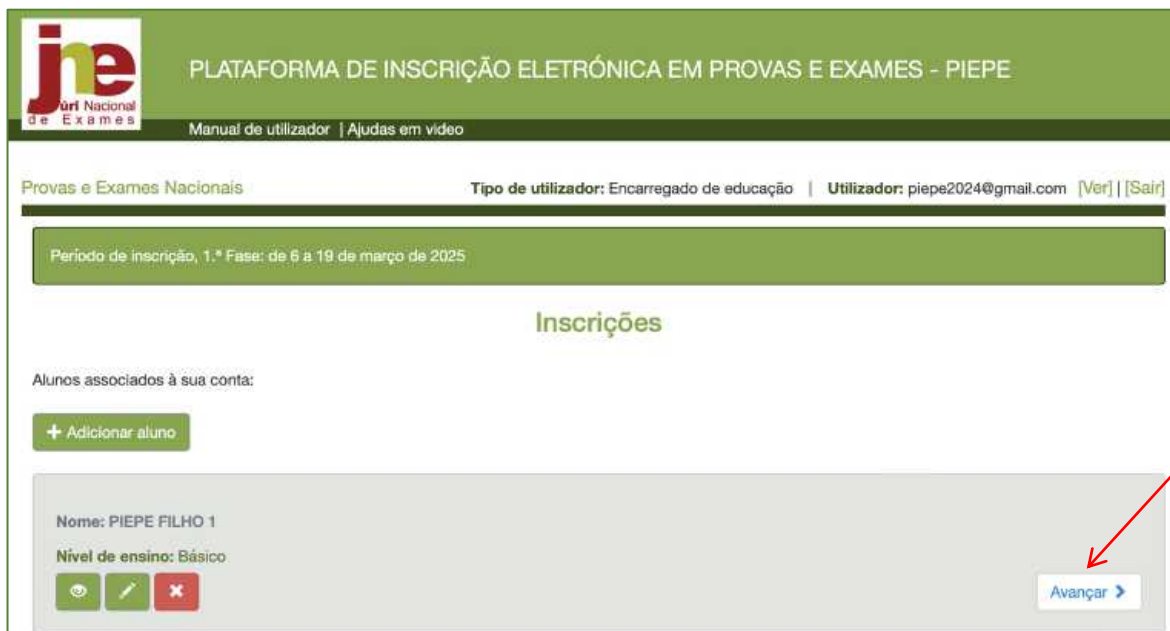 jne
Júri Nacional
de Exames
PLATAFORMA DE INSCRIÇÃO ELETRÓNICA EM PROVAS E EXAMES - PIEPE
Manual de utilizador | Ajudas em video
Provas e Exames Nacionais
Tipo de utilizador: Encarregado de educação | Utilizador: piepe2024@gmail.com [Ver] | [Sair]
Período de inscrição, 1.ª Fase: de 6 a 19 de março de 2025
Inscrições
Alunos associados à sua conta:
+ Adicionar aluno
Nome: PIEPE FILHO 1
Nível de ensino: Básico
Avançar >